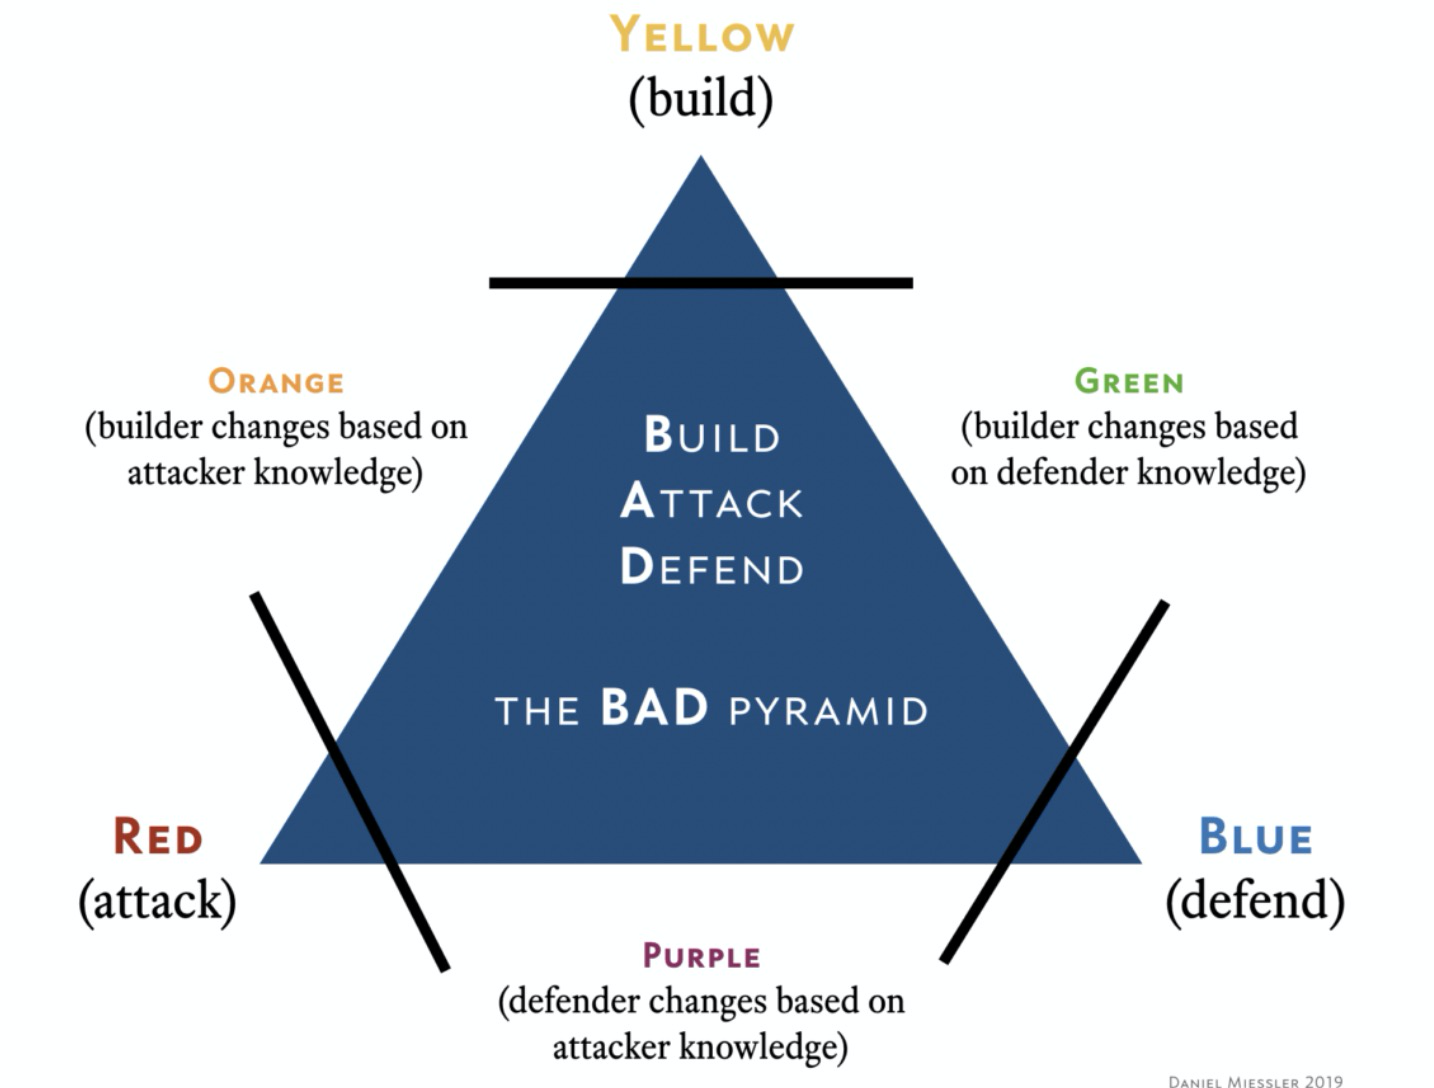 YELLOW
(build)
ORANGE
(builder changes based on
attacker knowledge)
GREEN
(builder changes based
on defender knowledge)
BUILD
ATTACK
DEFEND
THE BAD PYRAMID
RED
(attack)
BLUE
(defend)
PURPLE
(defender changes based on
attacker knowledge)
DANIEL MIESSLER 2019